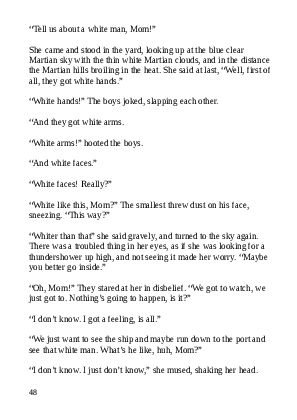 “Tell us about a white man, Mom!”
She came and stood in the yard, looking up at the blue clear
Martian sky with the thin white Martian clouds, and in the distance
the Martian hills broiling in the heat. She said at last, “Well, first of
all, they got white hands.”
“White hands!” The boys joked, slapping each other.
“And they got white arms.
“White arms!” hooted the boys.
“And white faces.”
“White faces! Really?”
“White like this, Mom?” The smallest threw dust on his face,
sneezing. “This way?”
“Whiter than that” she said gravely, and turned to the sky again.
There was a troubled thing in her eyes, as if she was looking for a
thundershower up high, and not seeing it made her worry. “Maybe
you better go inside.”
“Oh, Mom!” They stared at her in disbelief. “We got to watch, we
just got to. Nothing’s going to happen, is it?”
“I don’t know. I got a feeling, is all.”
“We just want to see the ship and maybe run down to the port and
see that white man. What’s he like, huh, Mom?”
“I don’t know. I just don’t know,” she mused, shaking her head.
48